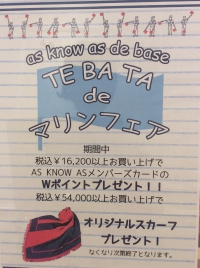 as know as de base
TE BA TA
de
マリンフェア
期間中
税込￥16,200以上お買い上げで
AS KNOW ASメンバーズカードの
Wポイントプレゼント!!
税込￥54,000以上お買い上げで
オリジナルスカーフ
プレゼント!
なくなり次第終了となります。